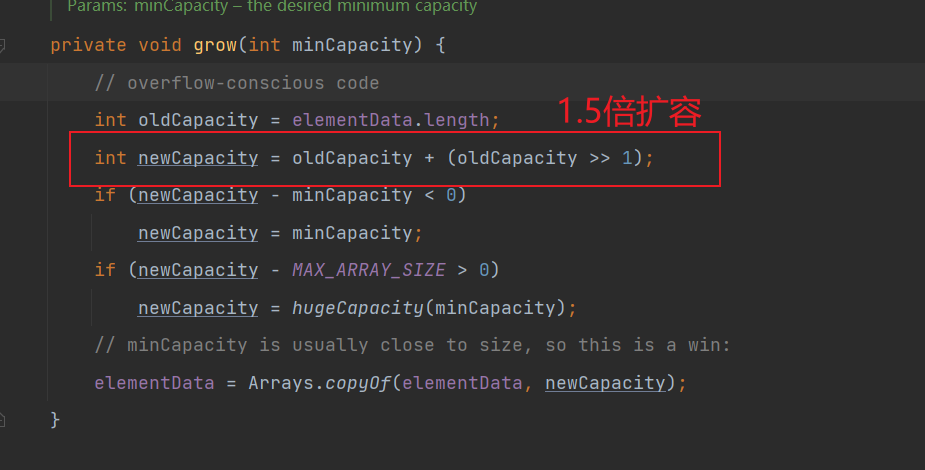 Params: minCapacity – the desired minimum capacity
private void grow(int minCapacity) {
// overflow-conscious code
1.5倍扩容
int oldCapacity = elementData.length;
int newCapacity = oldCapacity + (oldCapacity >> 1);
if (newCapacity - minCapacity < 0)
newCapacity = minCapacity;
if (newCapacity - MAX_ARRAY_SIZE > 0)
newCapacity = hugeCapacity(minCapacity);
// minCapacity is usually close to size, so this is a win:
elementData = Arrays.copyOf(elementData, newCapacity);
}